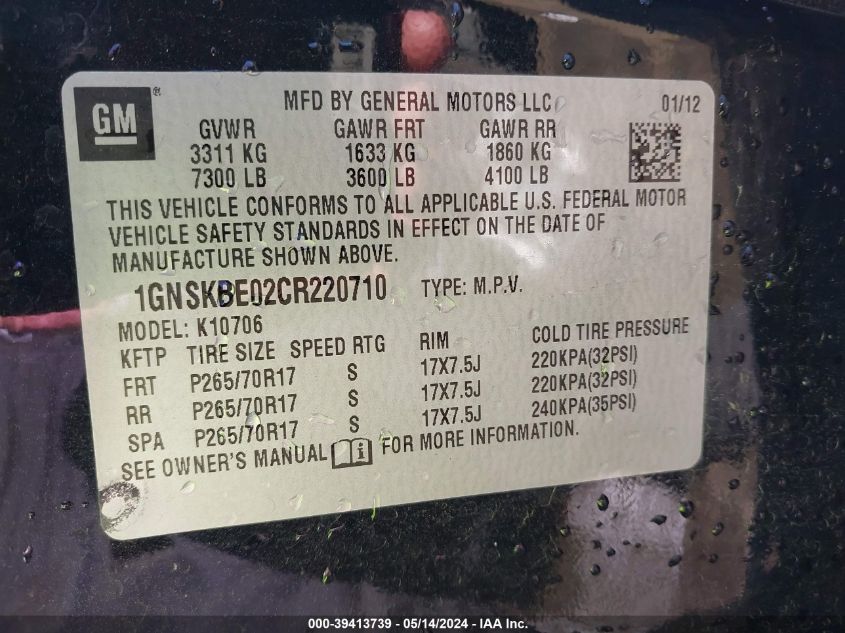 GM ®
MFD BY GENERAL MOTORS LLC 01/12
GVWR GAWR FRT GAWR RR
3311 KG 1633 KG 1860 KG
7300 LB 3600 LB 4100 LB
THIS VEHICLE CONFORMS TO ALL APPLICABLE U.S. FEDERAL MOTOR
VEHICLE SAFETY STANDARDS IN EFFECT ON THE DATE OF
MANUFACTURE SHOWN ABOVE.
1GNSKBE02CR220710 TYPE: M.P.V.
MODEL: K10706
KFTP TIRE SIZE SPEED RTG RIM COLD TIRE PRESSURE
FRT P265/70R17 S 17X7.5J 220KPA(32PSI)
RR P265/70R17 S 17X7.5J 220KPA(32PSI)
SPA P265/70R17 S 17X7.5J 240KPA(35PSI)
SEE OWNER'S MANUAL i FOR MORE INFORMATION.
000-39413739 - 05/14/2024 - IAA Inc.